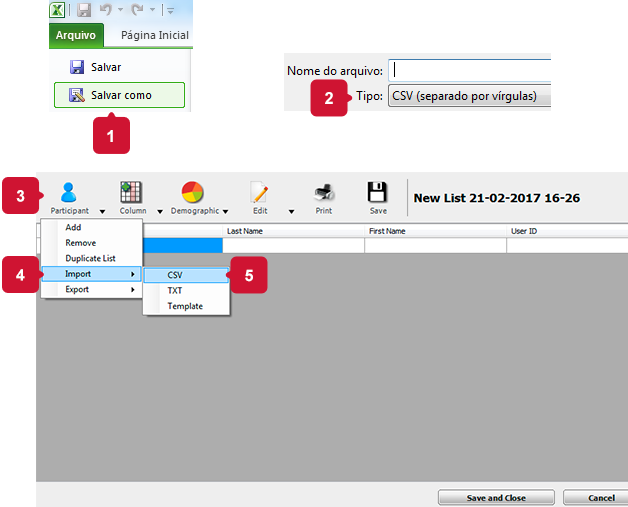 Arquivo Página Inicial
Salvar
Salvar como
1
Nome do arquivo:
2 Tipo: CSV (separado por vírgulas)
3
Participant Column Demographic Edit Print Save
New List 21-02-2017 16-26
Last Name First Name User ID
Add
Remove
Duplicate List
4 Import
Export
CSV 5
TXT
Template
Save and Close Cancel